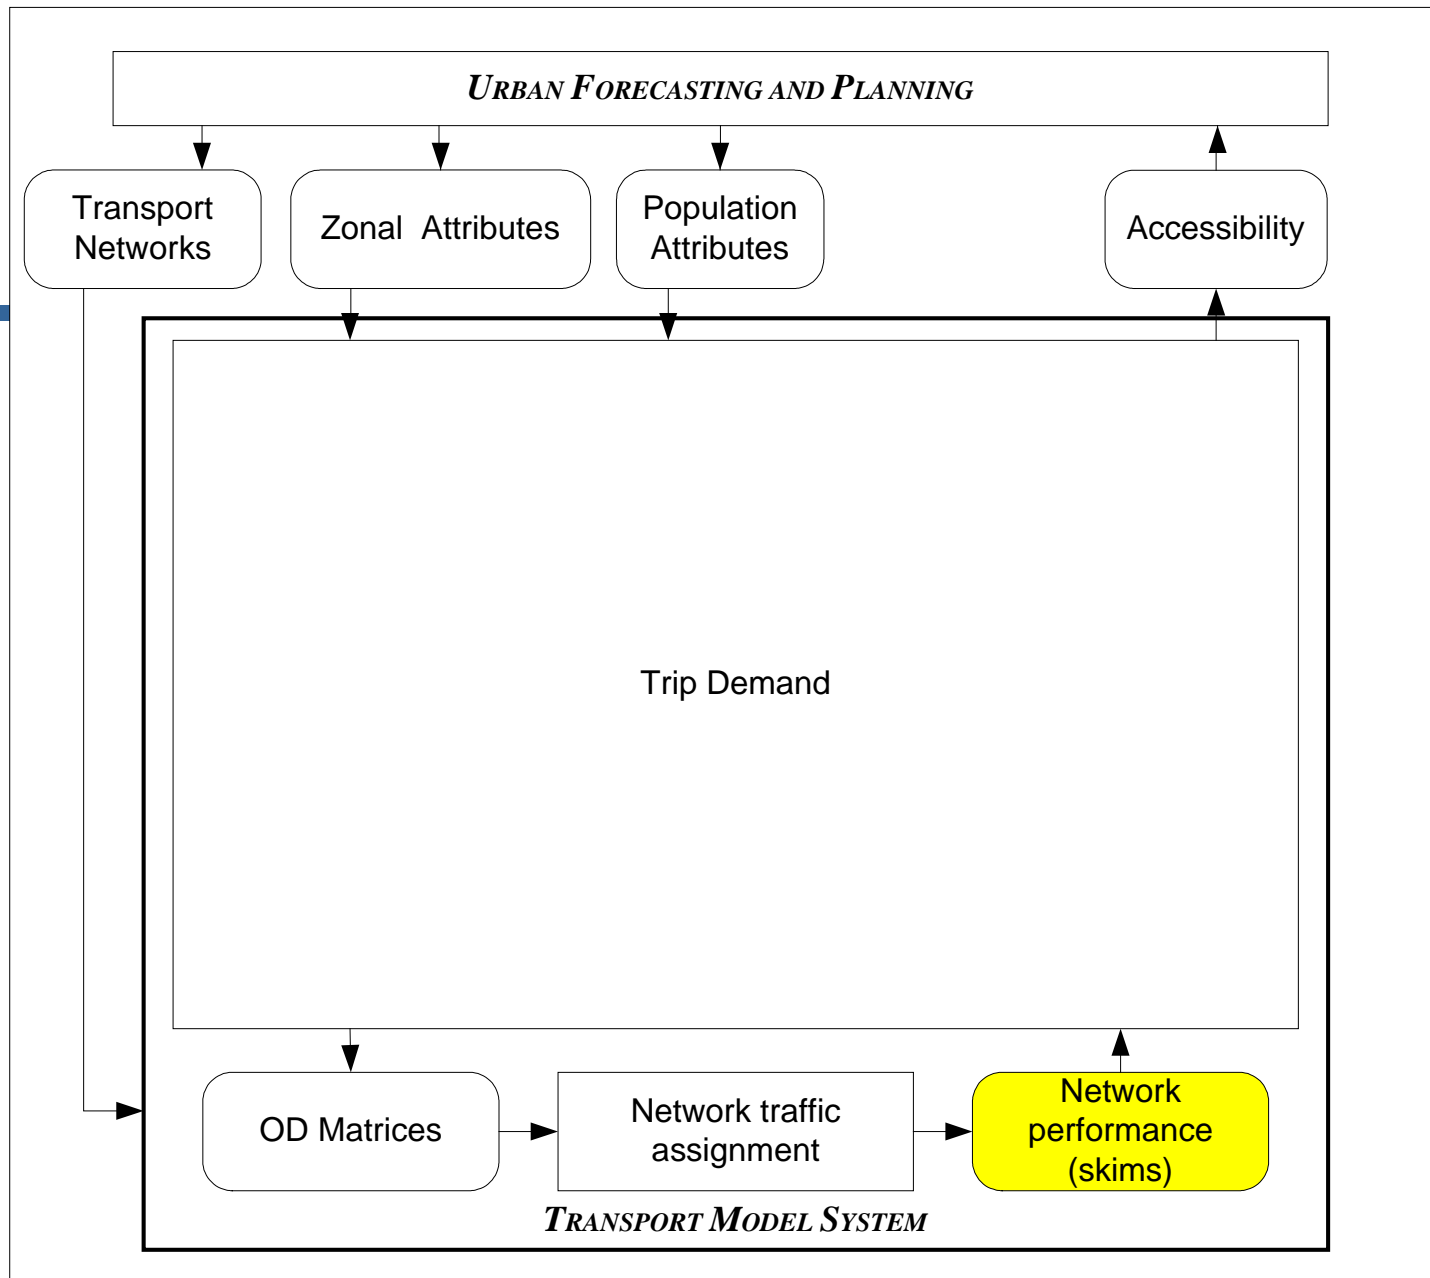 URBAN FORECASTING AND PLANNING
Transport
Networks
Zonal Attributes
Population
Attributes
Accessibility
Trip Demand
OD Matrices
Network traffic
assignment
Network
performance
(skims)
TRANSPORT MODEL SYSTEM